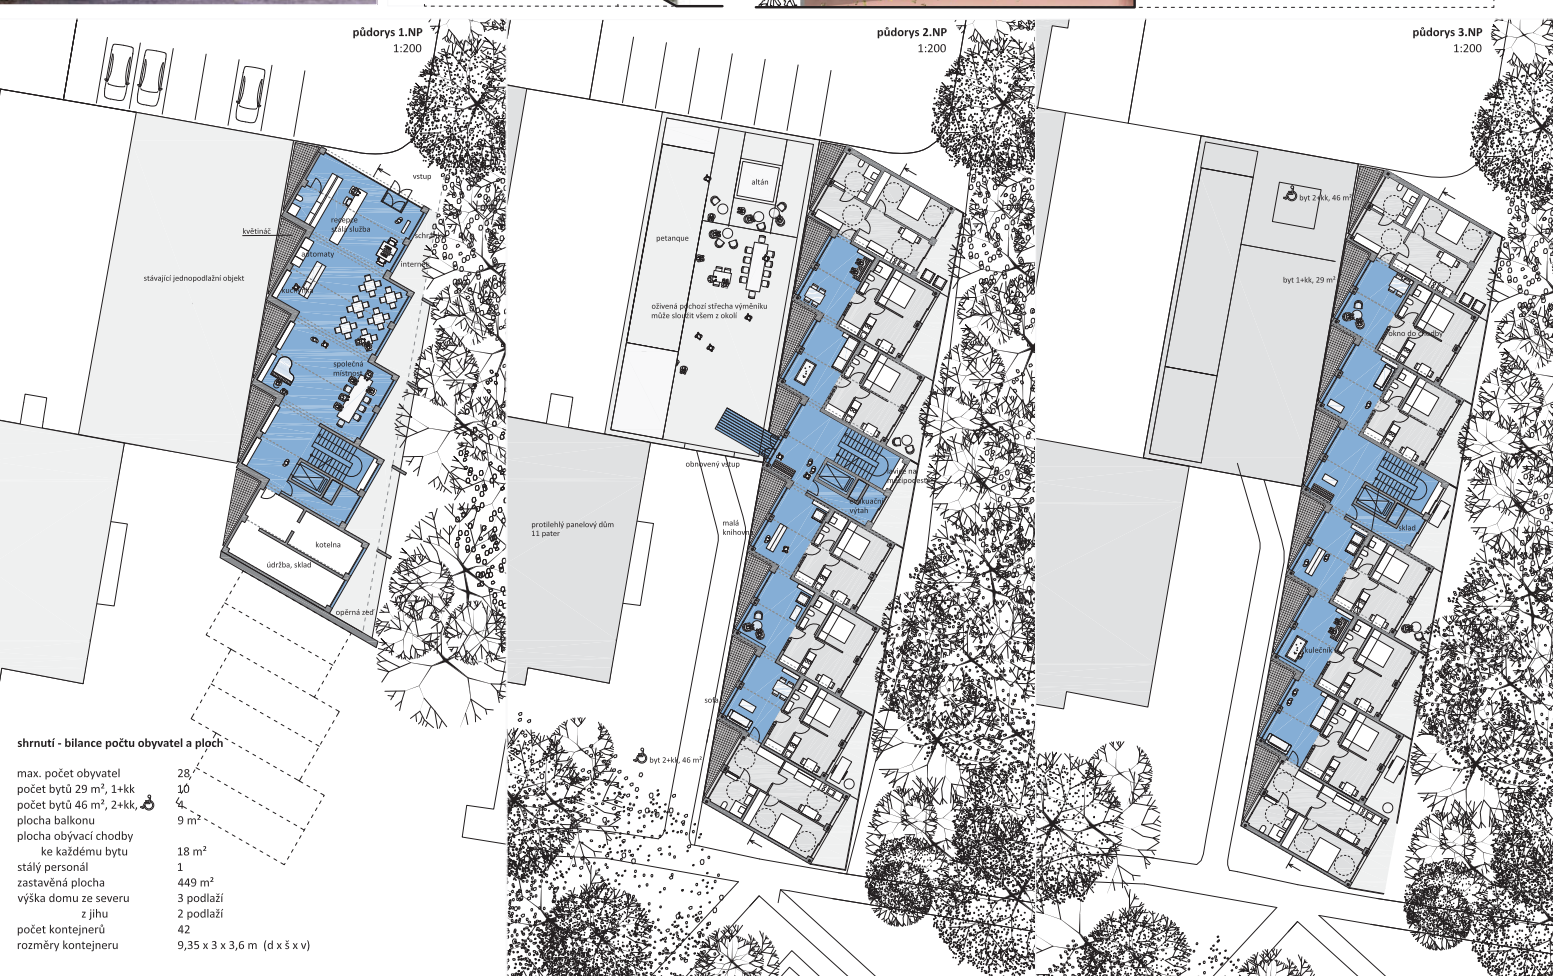 půdorys 1.NP
1:200
vstup
recepce
stálá služba
květináč
automaty
internet
stávající jednopodlažní objekt
společná
místnost
kotelna
údržba, sklad
opěrná zeď
shrnutí - bilance počtu obyvatel a ploch
max. počet obyvatel 28
počet bytů 29 m², 1+kk 10
počet bytů 46 m², 2+kk, 4
plocha balkonu 9 m²
plocha obývací chodby
ke každému bytu 18 m²
stálý personál 1
zastavěná plocha 449 m²
výška domu ze severu 3 podlaží
z jihu 2 podlaží
počet kontejnerů 42
rozměry kontejneru 9,35 x 3 x 3,6 m (d x š x v)
půdorys 2.NP
1:200
altán
petanque
oživená pochozí střecha výměníku
může sloužit všem z okolí
obnovený vstup
evakuační
výtah
malá
protilehlý panelový dům
11 pater
sofa
byt 2+kk, 46 m²
půdorys 3.NP
1:200
byt 2+kk, 46 m²
byt 1+kk, 29 m²
okno do chodby
sklad
kulečník